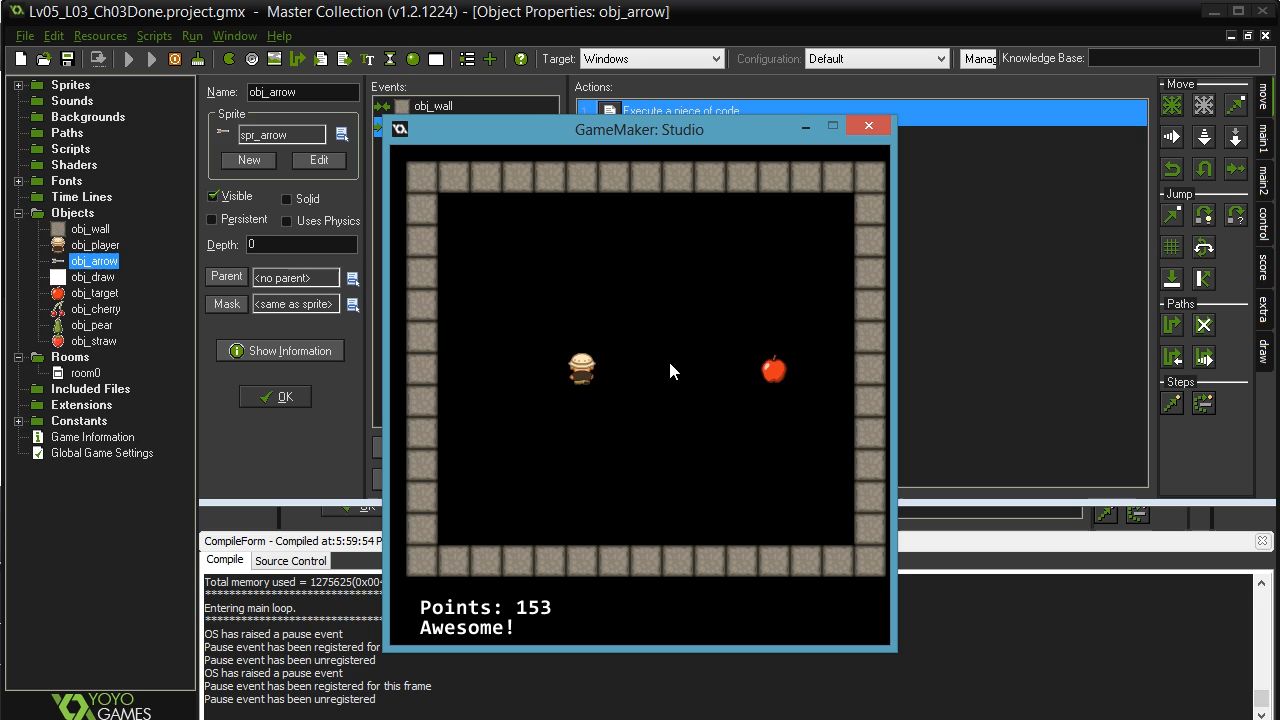 Lv05_L03_Ch03Done.project.gmx - Master Collection (v1.2.1224) - [Object Properties: obj_arrow]
File Edit Resources Scripts Run Window Help
Target: Windows Configuration: Default Manag Knowledge Base:
Sprites
Sounds
Backgrounds
Paths
Scripts
Shaders
Fonts
Time Lines
Objects
obj_wall
obj_player
obj_arrow
obj_draw
obj_target
obj_cherry
obj_pear
obj_straw
Rooms
room0
Included Files
Extensions
Constants
Game Information
Global Game Settings
YOYO
GAMES
Name: obj_arrow
Sprite
spr_arrow
New Edit
Visible Solid
Persistent Uses Physics
Depth: 0
Parent <no parent>
Mask <same as sprite>
Show Information
OK
Events:
obj_wall
Actions:
Execute a piece of code
GameMaker: Studio
Points: 153
Awesome!
Move
Jump
Paths
Steps
move
main1
main2
control
score
extra
draw
CompileForm - Compiled at:5:59:54 P
Compile Source Control
Entering main loop.
OS has raised a pause event
Pause event has been registered for
Pause event has been unregistered
OS has raised a pause event
Pause event has been registered for this frame
Pause event has been unregistered